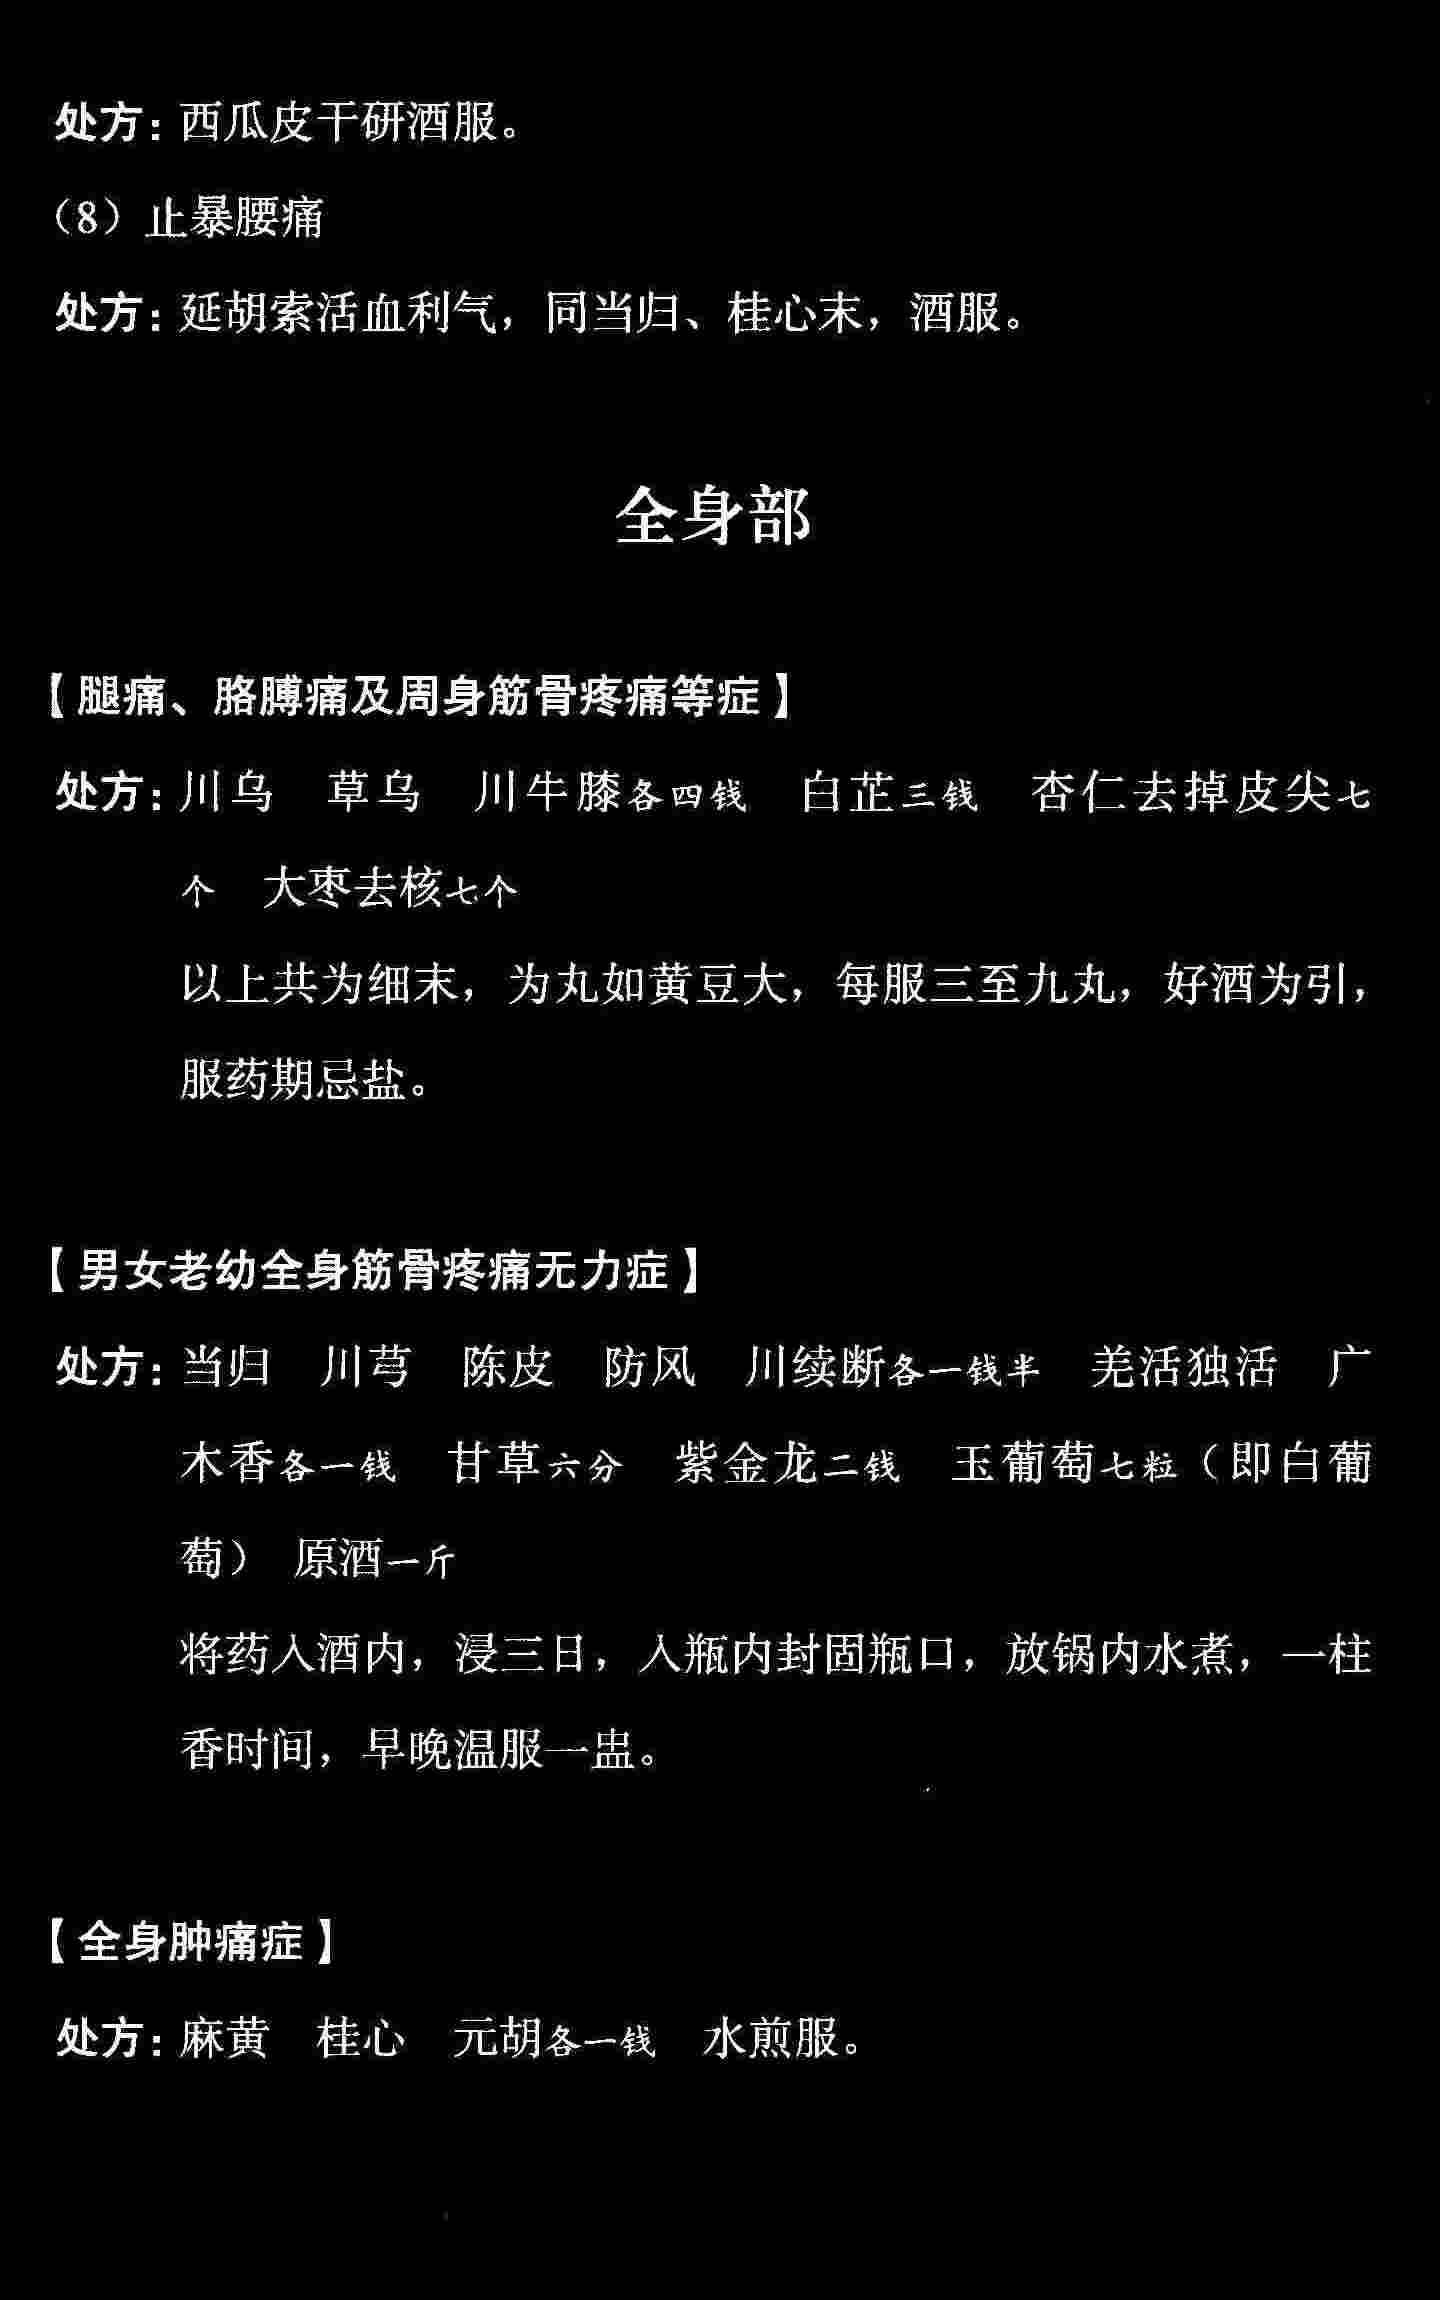 处方：西瓜皮干研酒服。
（8）止暴腰痛
处方：延胡索活血利气，同当归、桂心末，酒服。
全身部
【腿痛、胳膊痛及周身筋骨疼痛等症】
处方：川乌　草乌　川牛膝各四钱　白芷三钱　杏仁去掉皮尖七
个　大枣去核七个
以上共为细末，为丸如黄豆大，每服三至九丸，好酒为引，
服药期忌盐。
【男女老幼全身筋骨疼痛无力症】
处方：当归　川芎　陈皮　防风　川续断各一钱半　羌活独活　广
木香各一钱　甘草六分　紫金龙二钱　玉葡萄七粒（即白葡
萄）　原酒一斤
将药入酒内，浸三日，入瓶内封固瓶口，放锅内水煮，一柱
香时间，早晚温服一盅。
【全身肿痛症】
处方：麻黄　桂心　元胡各一钱　水煎服。